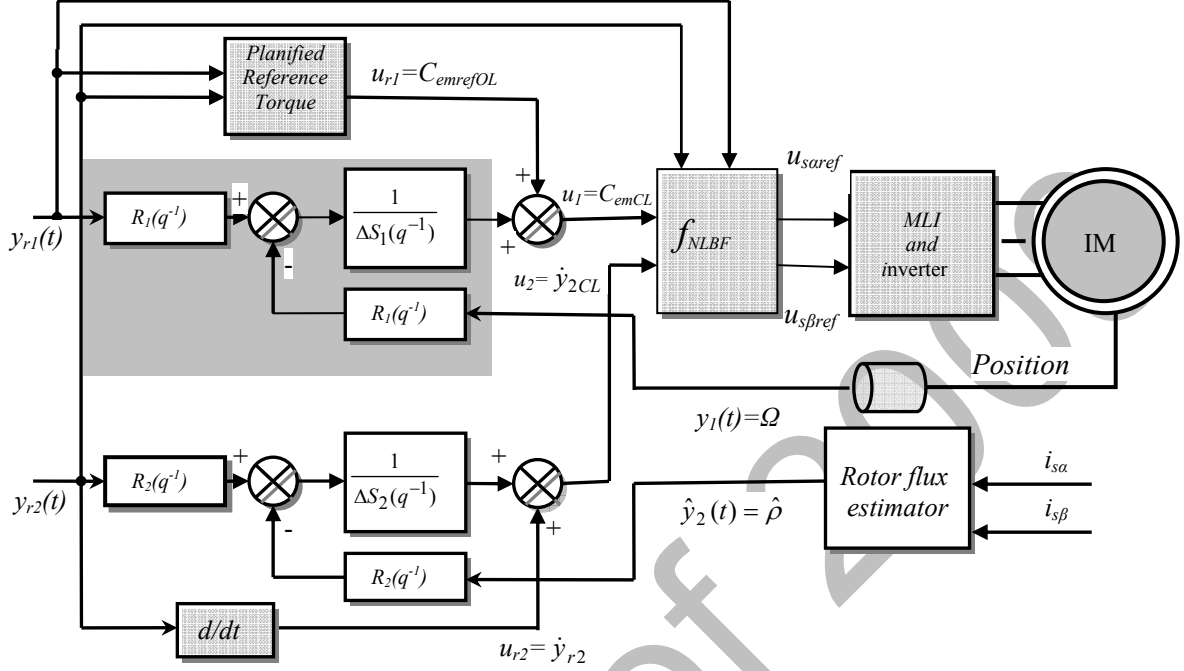 Planified
Reference
Torque
u_{r1}=C_{emrefOL}
+
u_1=C_{emCL}
+
u_2= ẏ_{2CL}
y_{r1}(t)
R_1(q^{-1})
+
-
1
ΔS_1(q^{-1})
R_1(q^{-1})
f_{NLBF}
u_{sαref}
u_{sβref}
MLI
and
inverter
IM
Position
y_1(t)=Ω
y_{r2}(t)
R_2(q^{-1})
+
-
1
ΔS_2(q^{-1})
+
+
R_2(q^{-1})
ŷ_2(t) = ρ̂
Rotor flux
estimator
i_{sα}
i_{sβ}
d/dt
u_{r2}= ẏ_{r2}